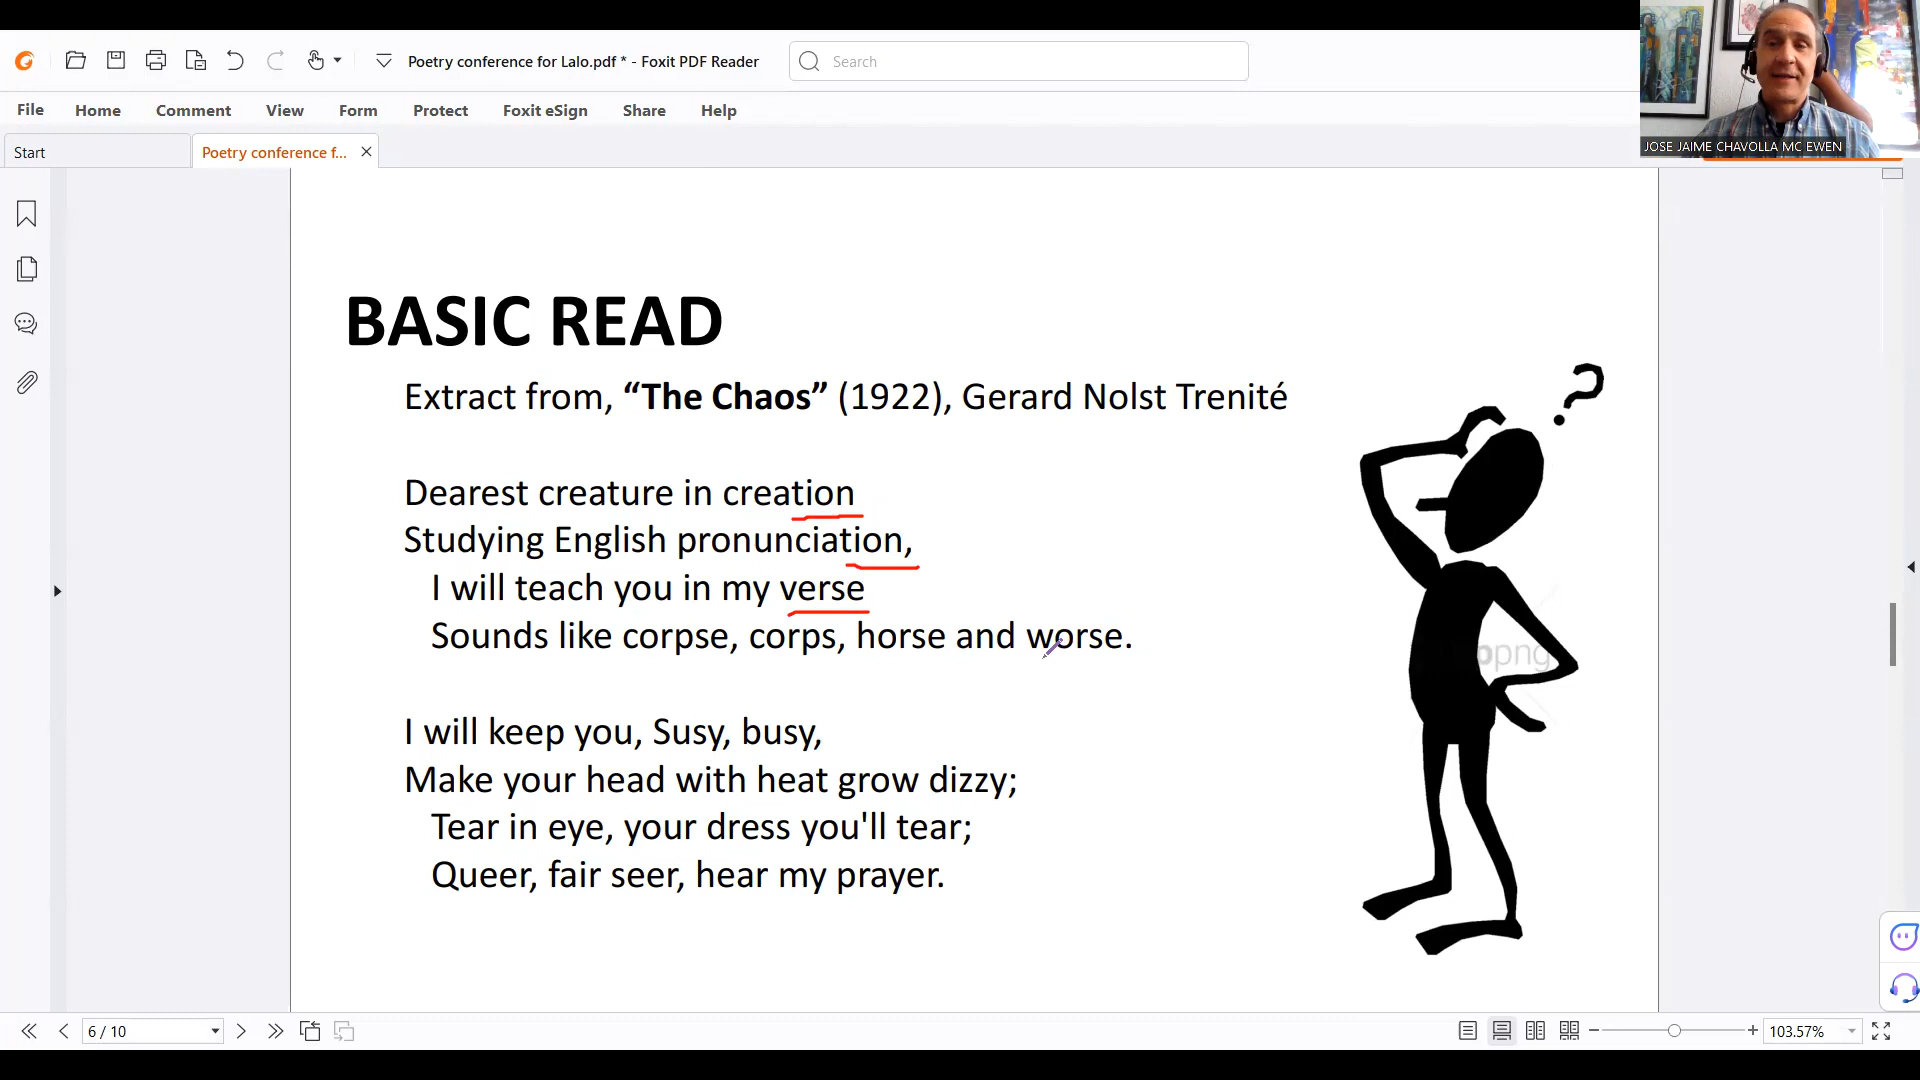 Poetry conference for Lalo.pdf * - Foxit PDF Reader
Search
JOSE JAIME CHAVOLLA MC EWEN
File Home Comment View Form Protect Foxit eSign Share Help
Start
Poetry conference f...
BASIC READ
Extract from, “The Chaos” (1922), Gerard Nolst Trenité
Dearest creature in creation
Studying English pronunciation,
I will teach you in my verse
Sounds like corpse, corps, horse and worse.
I will keep you, Susy, busy,
Make your head with heat grow dizzy;
Tear in eye, your dress you'll tear;
Queer, fair seer, hear my prayer.
opng
6 / 10
103.57%